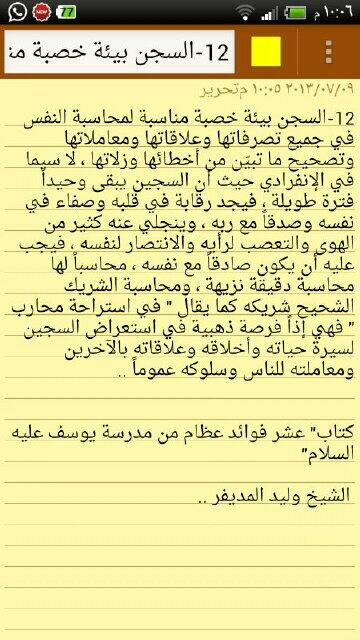 ١٠:٠٦ م
77
NEW
12-السجن بيئة خصبة من
٢٠١٣/٠٧/٠٩ ١٠:٠٥ م تحرير
12-السجن بيئة خصبة مناسبة لمحاسبة النفس
في جميع تصرفاتها وعلاقاتها ومعاملاتها
وتصحيح ما تبيّن من أخطائها وزلاتها ، لا سيما
في الإنفرادي حيث أن السجين يبقى وحيداً
فترة طويلة ، فيجد رقابة في قلبه وصفاء في
نفسه وصدقاً مع ربه ، وينجلي عنه كثير من
الهوى والتعصب لرأيه والانتصار لنفسه ، فيجب
عليه أن يكون صادقاً مع نفسه ، محاسباً لها
محاسبة دقيقة نزيهة ، ومحاسبة الشريك
الشحيح شريكه كما يقال " في استراحة محارب
" فهي إذاً فرصة ذهبية في استعراض السجين
لسيرة حياته وأخلاقه وعلاقاته بالآخرين
ومعاملته للناس وسلوكه عموماً ..
كتاب" عشر فوائد عظام من مدرسة يوسف عليه
السلام"
الشيخ وليد المديفر ..